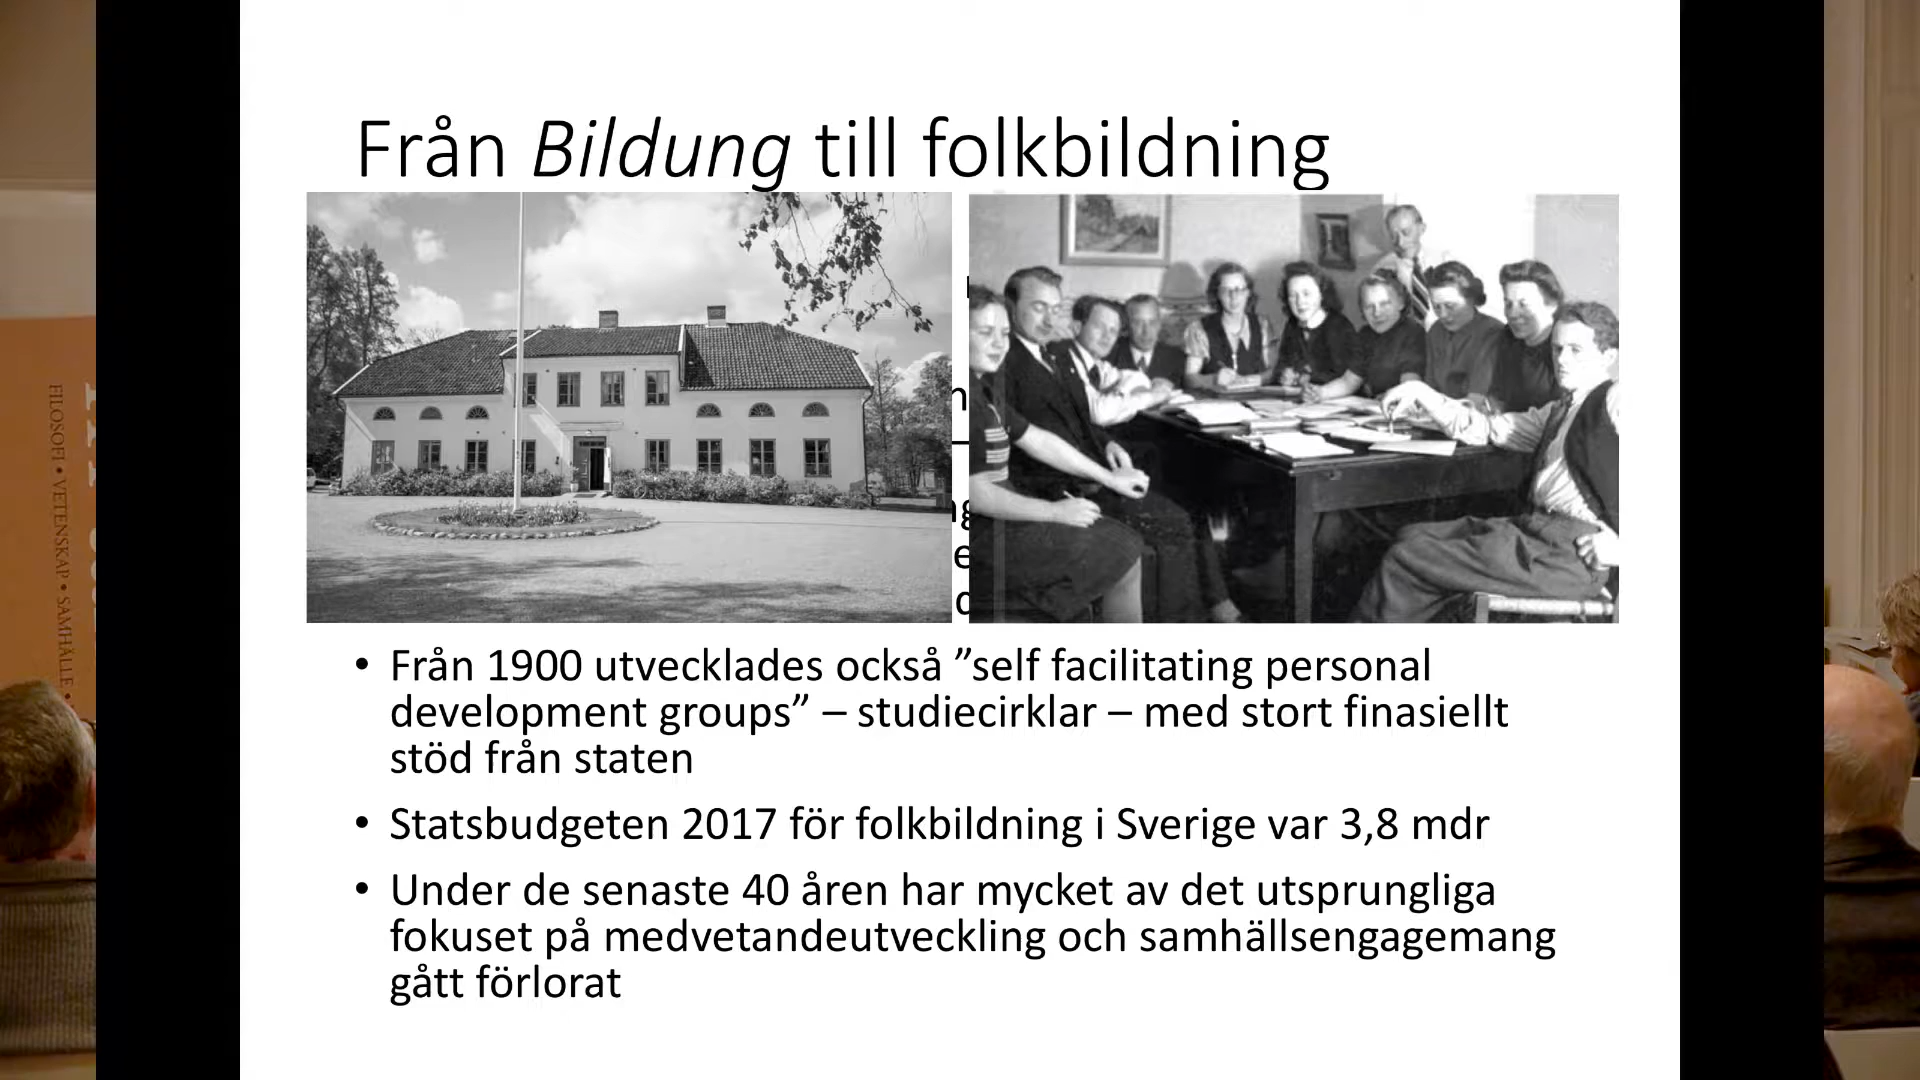 Från Bildung till folkbildning
• Från 1900 utvecklades också ”self facilitating personal
development groups” – studiecirklar – med stort finasiellt
stöd från staten
• Statsbudgeten 2017 för folkbildning i Sverige var 3,8 mdr
• Under de senaste 40 åren har mycket av det utsprungliga
fokuset på medvetandeutveckling och samhällsengagemang
gått förlorat
FILOSOFI • VETENSKAP • SAMHÄLLE •